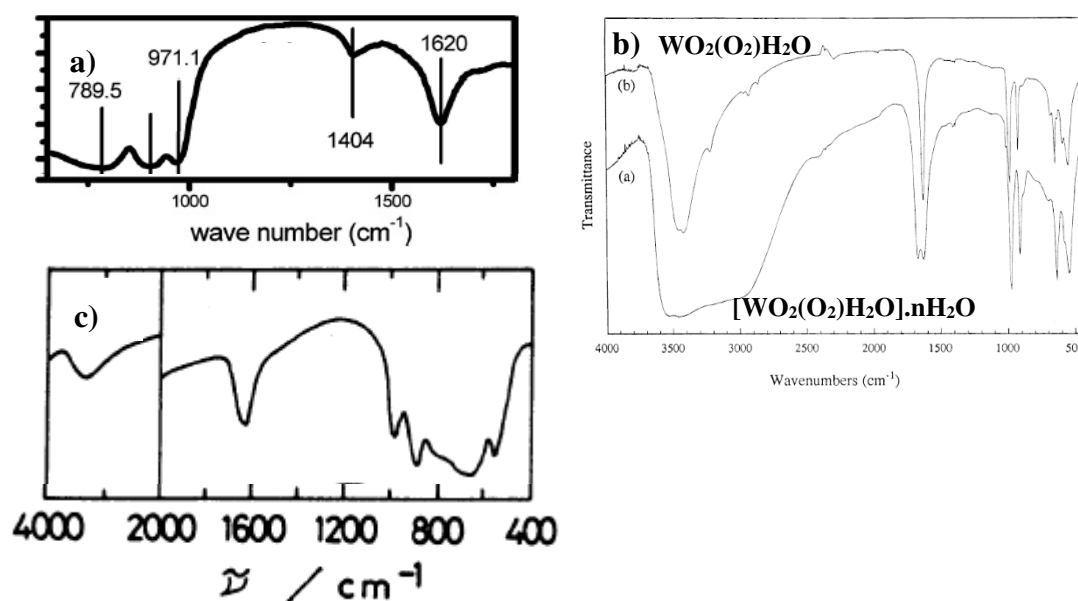 a)
971.1
789.5
1620
1404
1000
1500
wave number (cm⁻¹)
b)
WO₂(O₂)H₂O
(b)
(a)
Transmittance
[WO₂(O₂)H₂O].nH₂O
4000 3500 3000 2500 2000 1500 1000 50
Wavenumbers (cm⁻¹)
c)
4000 2000 1600 1200 800 400
ṽ / cm⁻¹